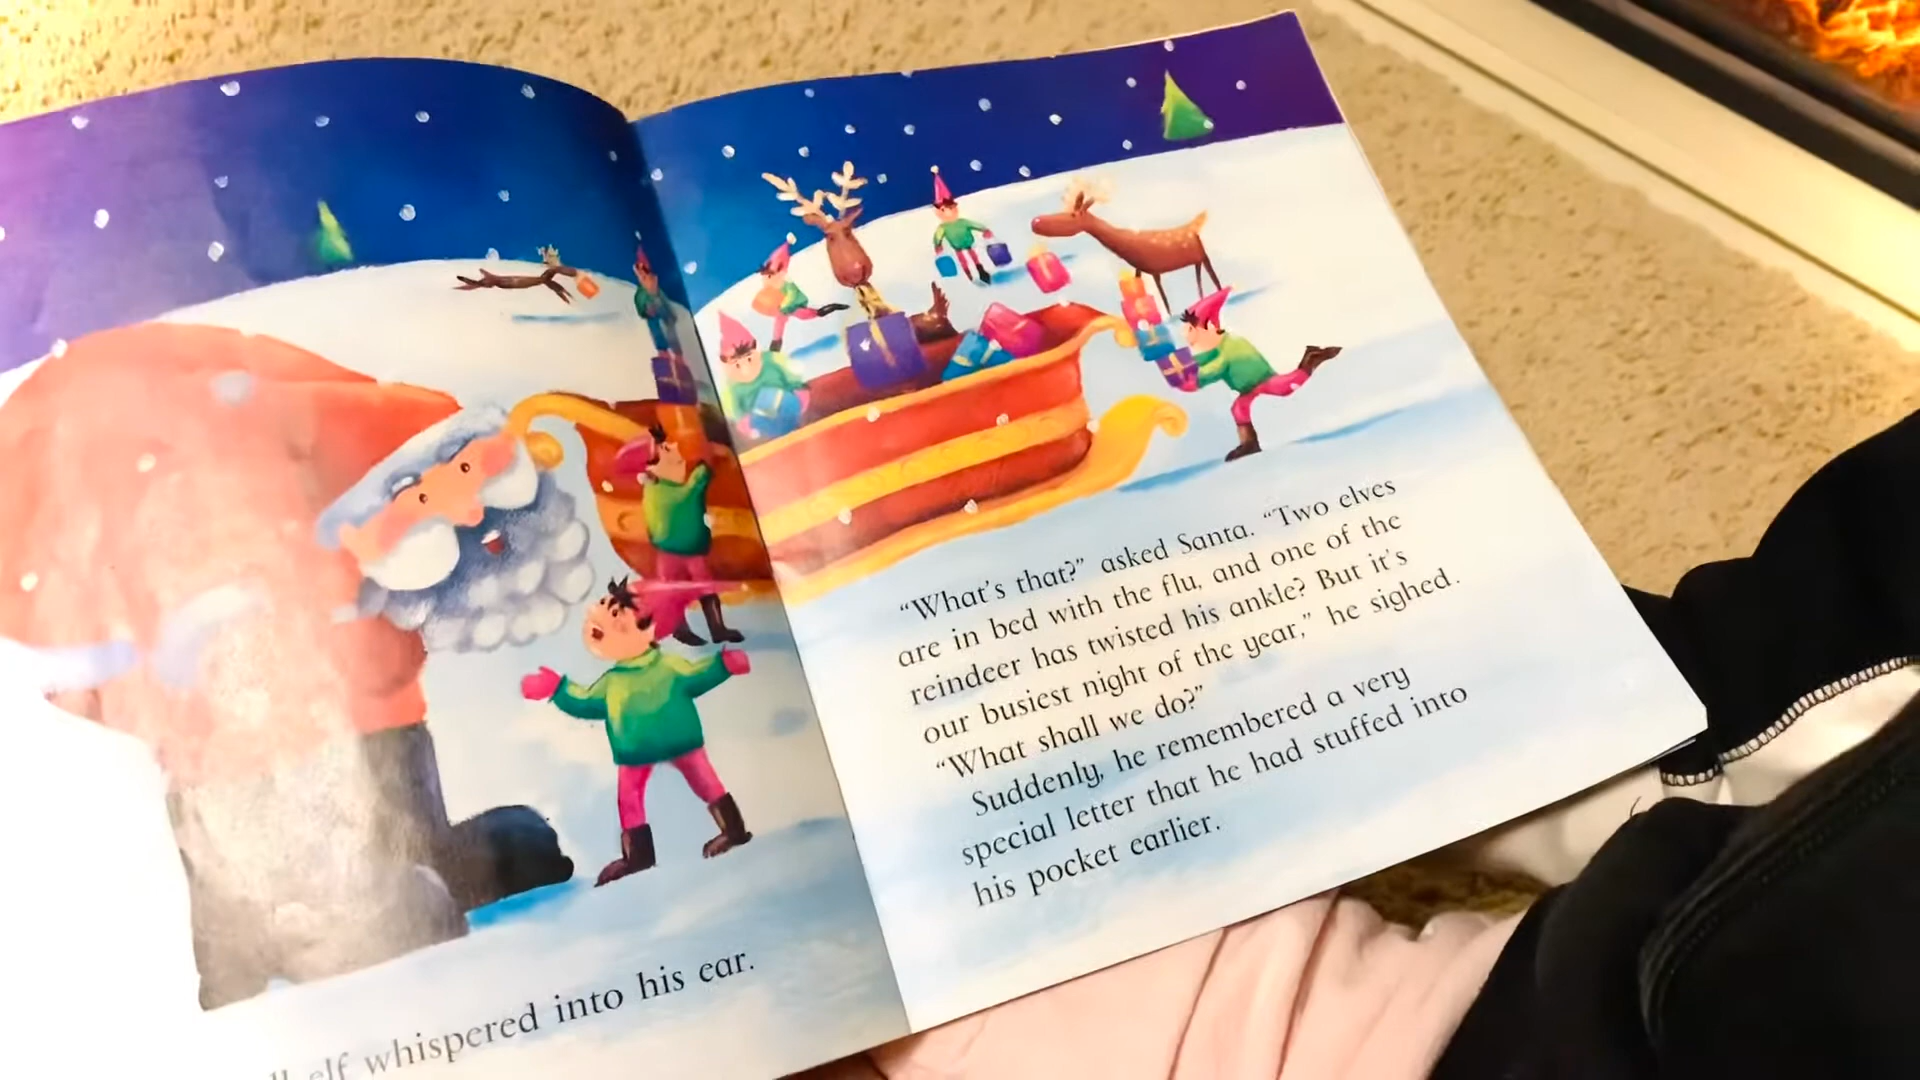 elf whispered into his ear.
“What’s that?” asked Santa. “Two elves
are in bed with the flu, and one of the
reindeer has twisted his ankle? But it’s
our busiest night of the year,” he sighed.
“What shall we do?”
Suddenly, he remembered a very
special letter that he had stuffed into
his pocket earlier.